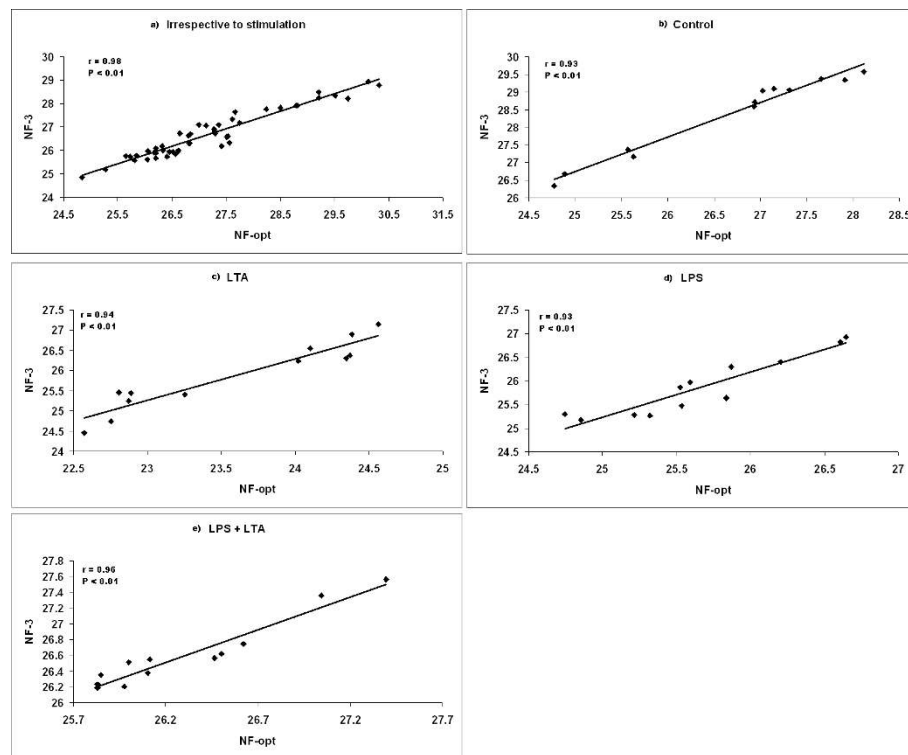 a) Irrespective to stimulation
r = 0.98
P < 0.01
NF-3
30
29
28
27
26
25
24
24.5 25.5 26.5 27.5 28.5 29.5 30.5 31.5
NF-opt
b) Control
r = 0.93
P < 0.01
NF-3
30
29.5
29
28.5
28
27.5
27
26.5
26
24.5 25 25.5 26 26.5 27 27.5 28 28.5
NF-opt
c) LTA
r = 0.94
P < 0.01
NF-3
27.5
27
26.5
26
25.5
25
24.5
24
22.5 23 23.5 24 24.5 25
NF-opt
d) LPS
r = 0.93
P < 0.01
NF-3
27.5
27
26.5
26
25.5
25
24.5
24.5 25 25.5 26 26.5 27
NF-opt
e) LPS + LTA
r = 0.96
P < 0.01
NF-3
27.8
27.6
27.2
26.8
26.4
26.2
26
25.7 26.2 26.7 27.2 27.7
NF-opt